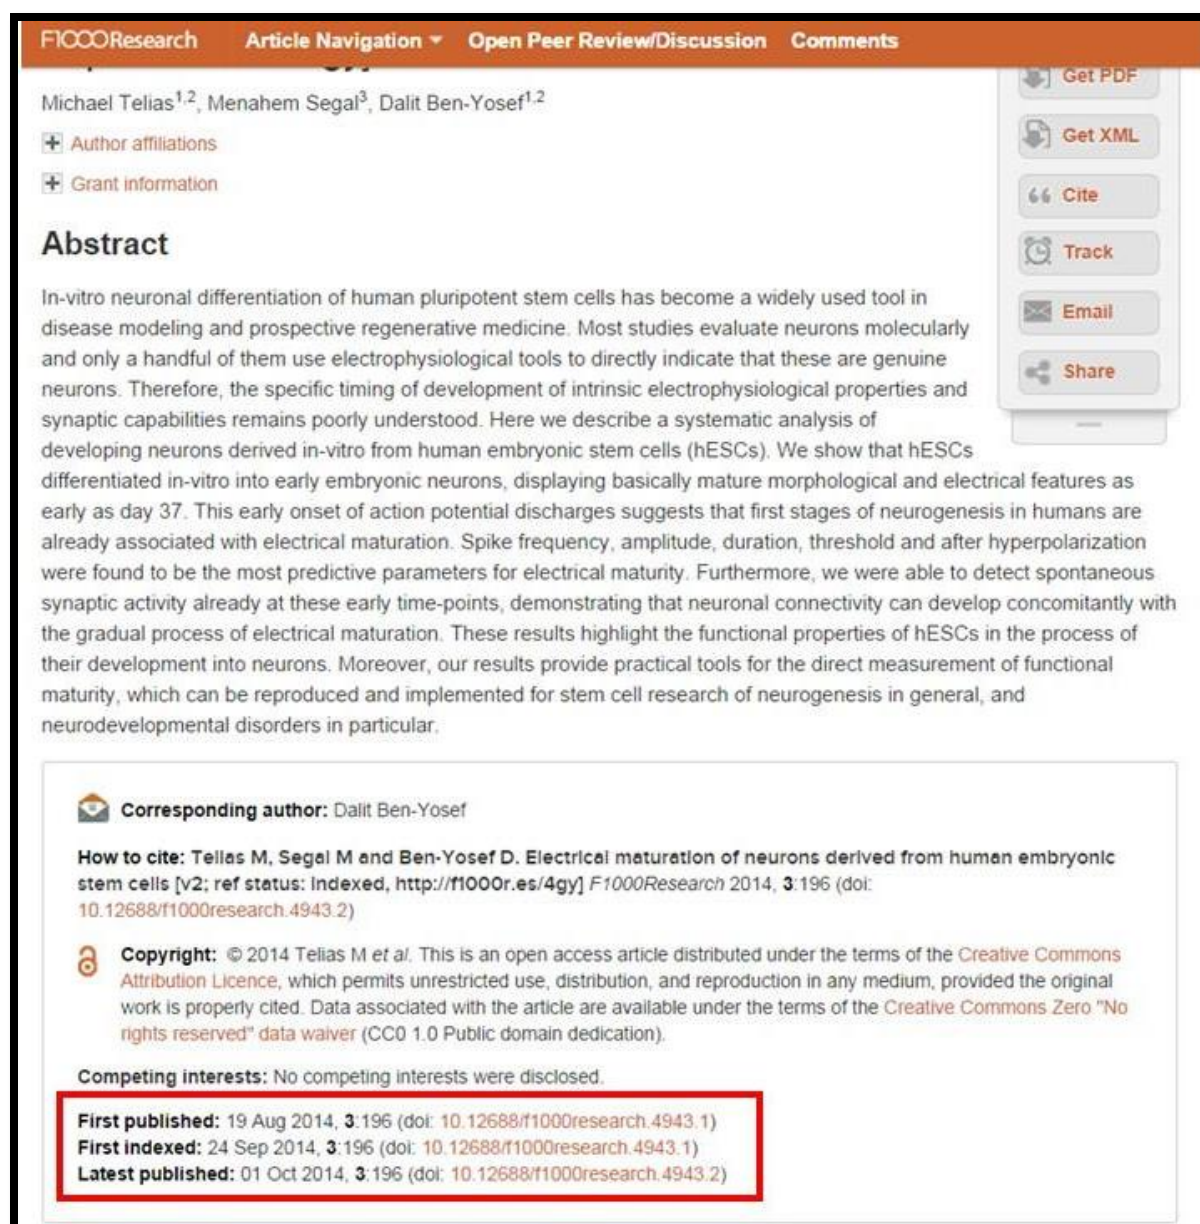 F1000Research Article Navigation Open Peer Review/Discussion Comments
Get PDF
Michael Telias1,2, Menahem Segal3, Dalit Ben-Yosef1,2
Author affiliations
Get XML
Grant information
Cite
Abstract
Track
In-vitro neuronal differentiation of human pluripotent stem cells has become a widely used tool in
disease modeling and prospective regenerative medicine. Most studies evaluate neurons molecularly
Email
and only a handful of them use electrophysiological tools to directly indicate that these are genuine
neurons. Therefore, the specific timing of development of intrinsic electrophysiological properties and
Share
synaptic capabilities remains poorly understood. Here we describe a systematic analysis of
developing neurons derived in-vitro from human embryonic stem cells (hESCs). We show that hESCs
differentiated in-vitro into early embryonic neurons, displaying basically mature morphological and electrical features as
early as day 37. This early onset of action potential discharges suggests that first stages of neurogenesis in humans are
already associated with electrical maturation. Spike frequency, amplitude, duration, threshold and after hyperpolarization
were found to be the most predictive parameters for electrical maturity. Furthermore, we were able to detect spontaneous
synaptic activity already at these early time-points, demonstrating that neuronal connectivity can develop concomitantly with
the gradual process of electrical maturation. These results highlight the functional properties of hESCs in the process of
their development into neurons. Moreover, our results provide practical tools for the direct measurement of functional
maturity, which can be reproduced and implemented for stem cell research of neurogenesis in general, and
neurodevelopmental disorders in particular.
Corresponding author: Dalit Ben-Yosef
How to cite: Telias M, Segal M and Ben-Yosef D. Electrical maturation of neurons derived from human embryonic
stem cells [v2; ref status: indexed, http://f1000r.es/4gy] F1000Research 2014, 3:196 (doi:
10.12688/f1000research.4943.2)
Copyright: © 2014 Telias M et al. This is an open access article distributed under the terms of the Creative Commons
Attribution Licence, which permits unrestricted use, distribution, and reproduction in any medium, provided the original
work is properly cited. Data associated with the article are available under the terms of the Creative Commons Zero "No
rights reserved" data waiver (CC0 1.0 Public domain dedication).
Competing interests: No competing interests were disclosed.
First published: 19 Aug 2014, 3:196 (doi: 10.12688/f1000research.4943.1)
First indexed: 24 Sep 2014, 3:196 (doi: 10.12688/f1000research.4943.1)
Latest published: 01 Oct 2014, 3:196 (doi: 10.12688/f1000research.4943.2)